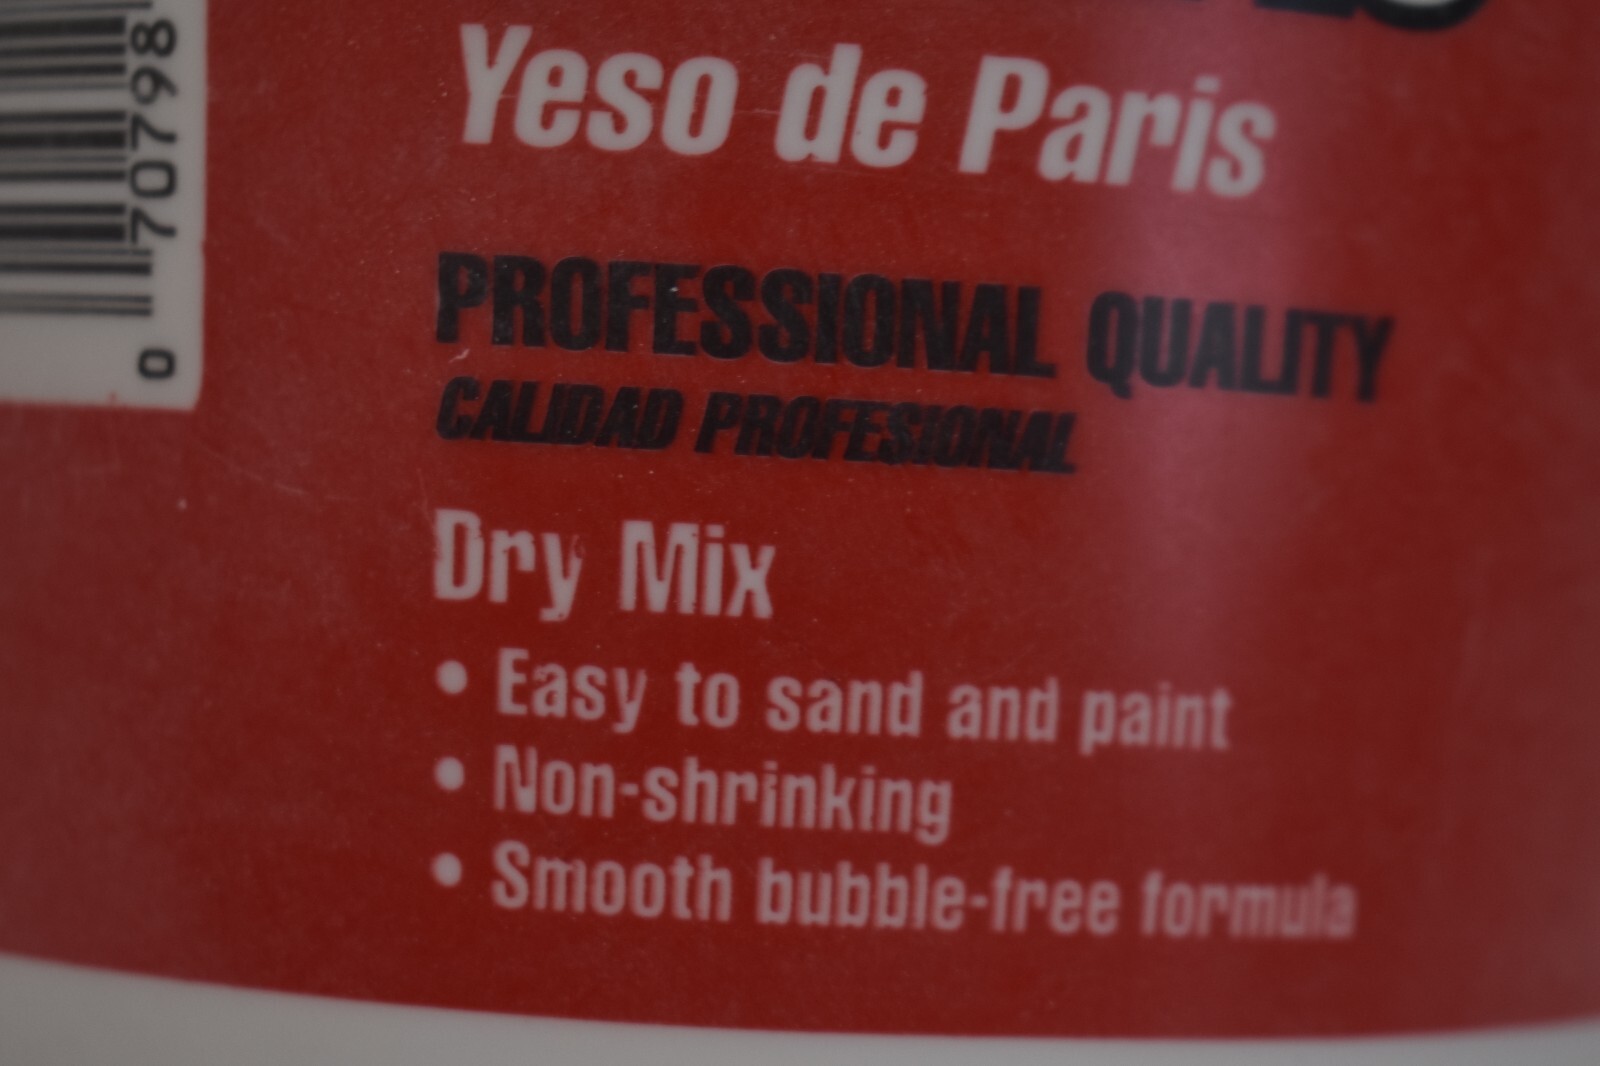 Yeso de Paris
PROFESSIONAL QUALITY
CALIDAD PROFESIONAL
Dry Mix
• Easy to sand and paint
• Non-shrinking
• Smooth bubble-free formula
0 70798